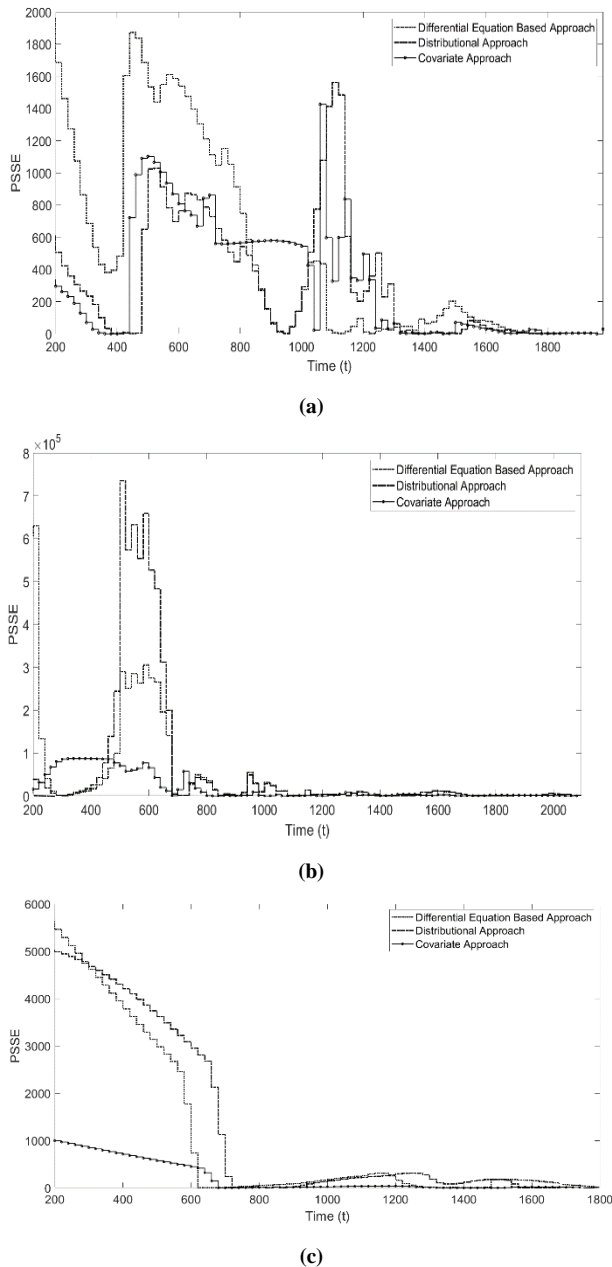 2000
1800
1600
1400
1200
1000
800
600
400
200
0
PSSE
Differential Equation Based Approach
Distributional Approach
Covariate Approach
200 400 600 800 1000 1200 1400 1600 1800
Time (t)
(a)
×10⁵
8
7
6
5
4
3
2
1
0
PSSE
Differential Equation Based Approach
Distributional Approach
Covariate Approach
200 400 600 800 1000 1200 1400 1600 1800 2000
Time (t)
(b)
6000
5000
4000
3000
2000
1000
0
PSSE
Differential Equation Based Approach
Distributional Approach
Covariate Approach
200 400 600 800 1000 1200 1400 1600 1800
Time (t)
(c)